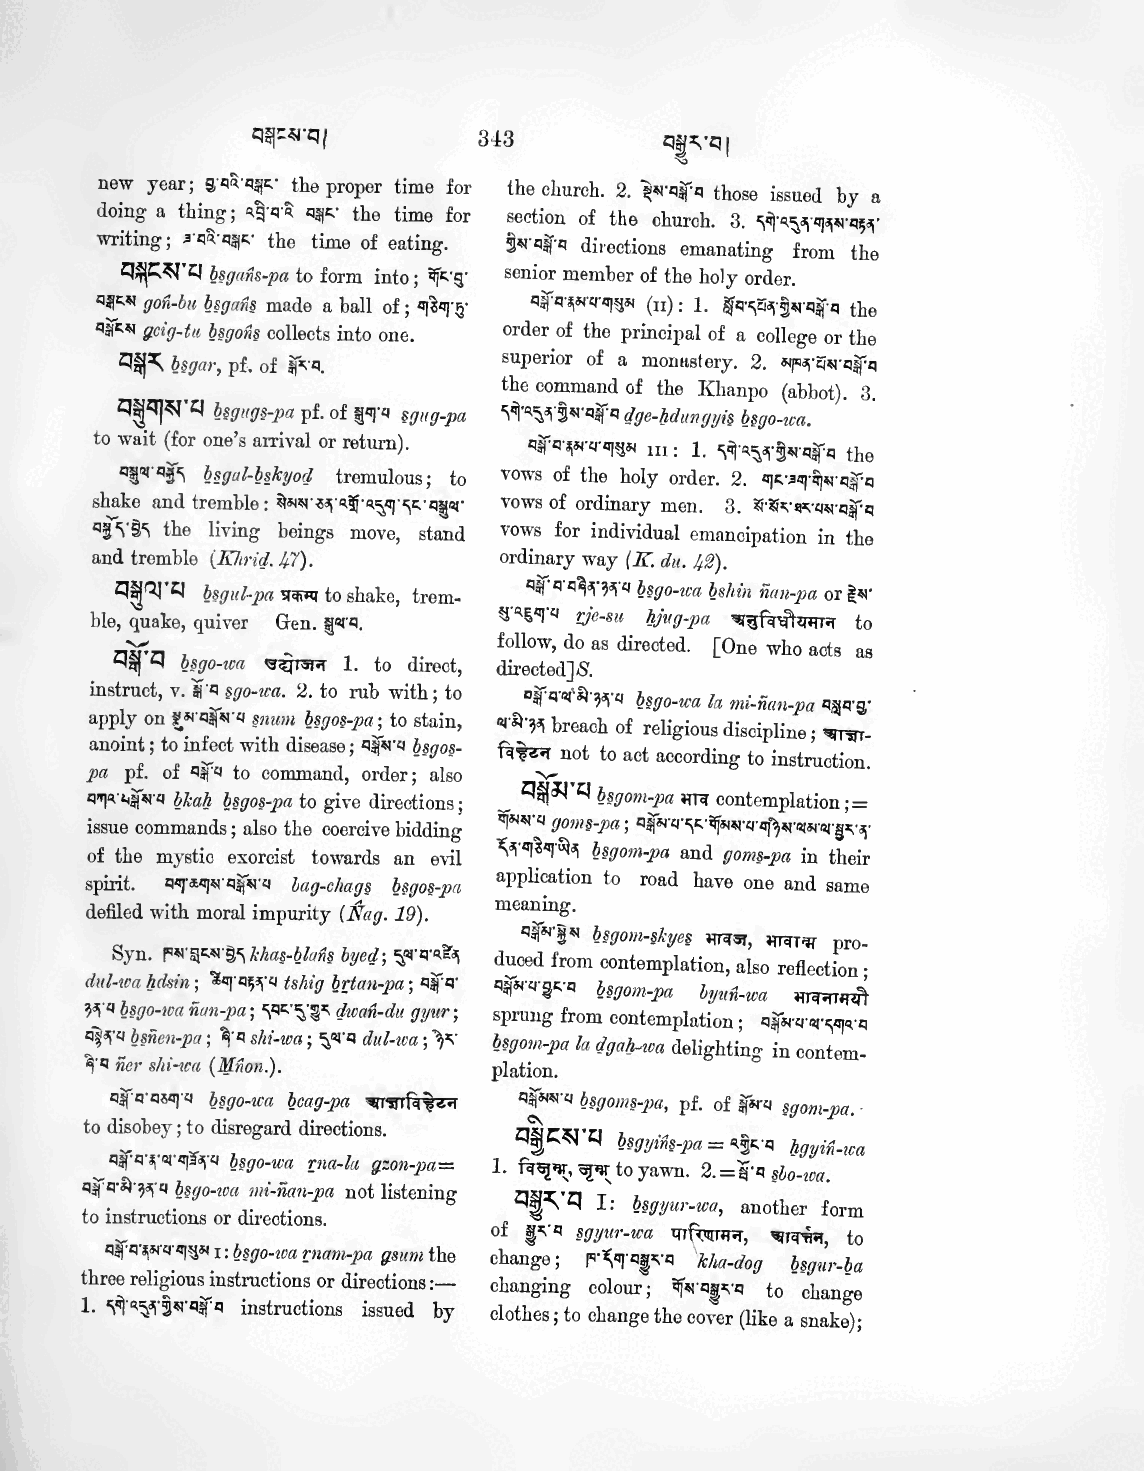 བསྒངས་བ། 343 བསྒྱུར་བ།
new year; བྱ་བའི་བསྒང་ the proper time for
doing a thing; འབྲི་བའི་བསྒང་ the time for
writing; ཟ་བའི་བསྒང་ the time of eating.
བསྒངས་པ bsgaṅs-pa to form into; གོང་བུ་
བསྒངས goṅ-bu bsgaṅs made a ball of; གཅིག་ཏུ་
བསྒོངས gcig-tu bsgoṅs collects into one.
བསྒར bsgar, pf. of སྒོར་བ.
བསྒུགས་པ bsgugs-pa pf. of སྒུག་པ sgug-pa
to wait (for one's arrival or return).
བསྒུལ་བསྐྱོད bsgal-bskyod tremulous; to
shake and tremble: སེམས་ཅན་འགྲོ་འདུག་དང་བསྒུལ་
བསྐྱོད་བྱེད the living beings move, stand
and tremble (Khrid. 47).
བསྒུལ་པ bsgul-pa प्रकम्प to shake, trem-
ble, quake, quiver Gen. སྒུལ་བ.
བསྒོ་བ bsgo-wa उद्योजन 1. to direct,
instruct, v. སྒོ་བ sgo-wa. 2. to rub with; to
apply on སྣུམ་བསྒོས་པ snum bsgos-pa; to stain,
anoint; to infect with disease; བསྒོས་པ bsgos-
pa pf. of བསྒོ་བ to command, order; also
བཀའ་བསྒོས་པ bkaḥ bsgos-pa to give directions;
issue commands; also the coercive bidding
of the mystic exorcist towards an evil
spirit. བག་ཆགས་བསྒོས་པ bag-chags bsgos-pa
defiled with moral impurity (Ṅag. 19).
Syn. ཁས་བླངས་བྱེད khas-blaṅs byed; དུལ་བ་འཛིན
dul-wa ḥdsin; ཚིག་བརྟན་པ tshig brtan-pa; བསྒོ་བ་
ཉན་པ bsgo-wa ñan-pa; དབང་དུ་གྱུར dwaṅ-du gyur;
བསྙེན་པ bsñen-pa; ཞི་བ shi-wa; དུལ་བ dul-wa; ཉེར་
ཞི་བ ñer shi-wa (Mṅon.).
བསྒོ་བ་བཅག་པ bsgo-wa bcag-pa आज्ञाविहेटन
to disobey; to disregard directions.
བསྒོ་བ་རྣ་ལ་གཟོན་པ bsgo-wa rna-la gzon-pa=
བསྒོ་བ་མི་ཉན་པ bsgo-wa mi-ñan-pa not listening
to instructions or directions.
བསྒོ་བ་རྣམ་པ་གསུམ I: bsgo-wa rnam-pa gsum the
three religious instructions or directions:—
1. དགེ་འདུན་གྱིས་བསྒོ་བ instructions issued by
the church. 2. སྡེས་བསྒོ་བ those issued by a
section of the church. 3. དགེ་འདུན་གནས་བརྟན་
གྱིས་བསྒོ་བ directions emanating from the
senior member of the holy order.
བསྒོ་བ་རྣམ་པ་གསུམ (II): 1. སློབ་དཔོན་གྱིས་བསྒོ་བ the
order of the principal of a college or the
superior of a monastery. 2. མཁན་པོས་བསྒོ་བ
the command of the Khanpo (abbot). 3.
དགེ་འདུན་གྱིས་བསྒོ་བ dge-ḥdungyis bsgo-wa.
བསྒོ་བ་རྣམ་པ་གསུམ III: 1. དགེ་འདུན་གྱིས་བསྒོ་བ the
vows of the holy order. 2. གང་ཟག་གིས་བསྒོ་བ
vows of ordinary men. 3. སོ་སོར་ཐར་པས་བསྒོ་བ
vows for individual emancipation in the
ordinary way (K. du. 42).
བསྒོ་བ་བཞིན་ཉན་པ bsgo-wa bshin ñan-pa or རྗེས་
སུ་འཇུག་པ rje-su ḥjug-pa अनुविधीयमान to
follow, do as directed. [One who acts as
directed]S.
བསྒོ་བ་ལ་མི་ཉན་པ bsgo-wa la mi-ñan-pa བསླབ་བྱ་
ལ་མི་ཉན breach of religious discipline; आज्ञा-
विहेटन not to act according to instruction.
བསྒོམ་པ bsgom-pa भाव contemplation;=
གོམས་པ goms-pa; བསྒོམ་པ་དང་གོམས་པ་གཉིས་ལམ་ལ་སྦྱར་ན་
དོན་གཅིག་ཡིན bsgom-pa and goms-pa in their
application to road have one and same
meaning.
བསྒོམ་སྐྱེས bsgom-skyes भावज, भावात्म pro-
duced from contemplation, also reflection;
བསྒོམ་པ་བྱུང་བ bsgom-pa byuṅ-wa भावनामयी
sprung from contemplation; བསྒོམ་པ་ལ་དགའ་བ
bsgom-pa la dgaḥ-wa delighting in contem-
plation.
བསྒོམས་པ bsgoms-pa, pf. of སྒོམ་པ sgom-pa.
བསྒྱིངས་པ bsgyiṅs-pa = འགྱིང་བ ḥgyiṅ-wa
1. विजृम्भ्, जृम्भ् to yawn. 2.=སྦོ་བ sbo-wa.
བསྒྱུར་བ I: bsgyur-wa, another form
of སྒྱུར་བ sgyur-wa पारिणामन, आवर्त्तन, to
change; ཁ་དོག་བསྒྱུར་བ kha-dog bsgur-ba
changing colour; གོས་བསྒྱུར་བ to change
clothes; to change the cover (like a snake);